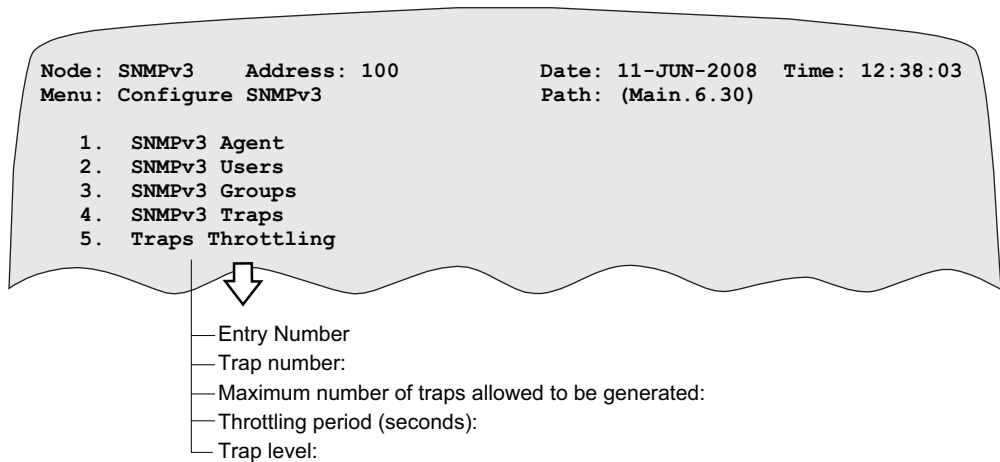 Node: SNMPv3 Address: 100 Date: 11-JUN-2008 Time: 12:38:03
Menu: Configure SNMPv3 Path: (Main.6.30)
1. SNMPv3 Agent
2. SNMPv3 Users
3. SNMPv3 Groups
4. SNMPv3 Traps
5. Traps Throttling
Entry Number
Trap number:
Maximum number of traps allowed to be generated:
Throttling period (seconds):
Trap level: